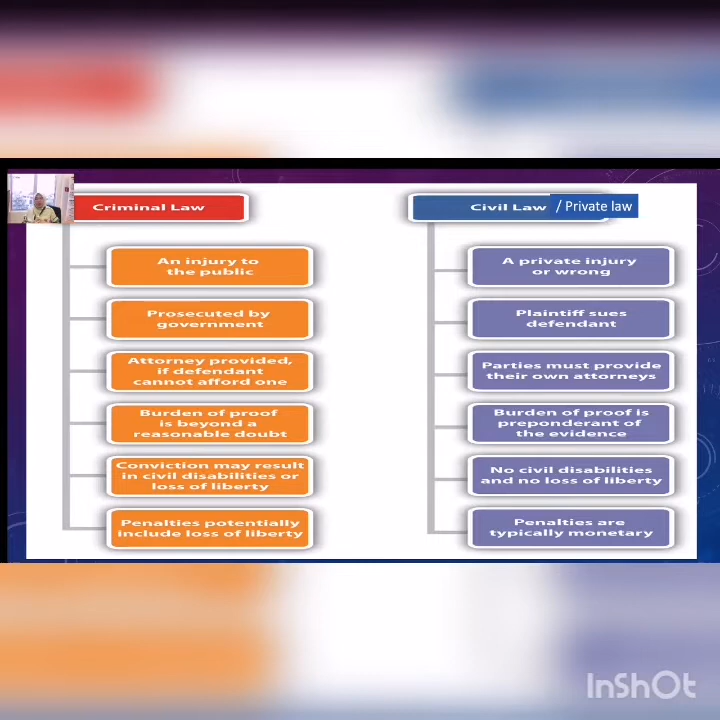 Criminal Law
An injury to
the public
Prosecuted by
government
Attorney provided,
if defendant
cannot afford one
Burden of proof
is beyond a
reasonable doubt
Conviction may result
in civil disabilities or
loss of liberty
Penalties potentially
include loss of liberty
Civil Law / Private law
A private injury
or wrong
Plaintiff sues
defendant
Parties must provide
their own attorneys
Burden of proof is
preponderant of
the evidence
No civil disabilities
and no loss of liberty
Penalties are
typically monetary
InShOt